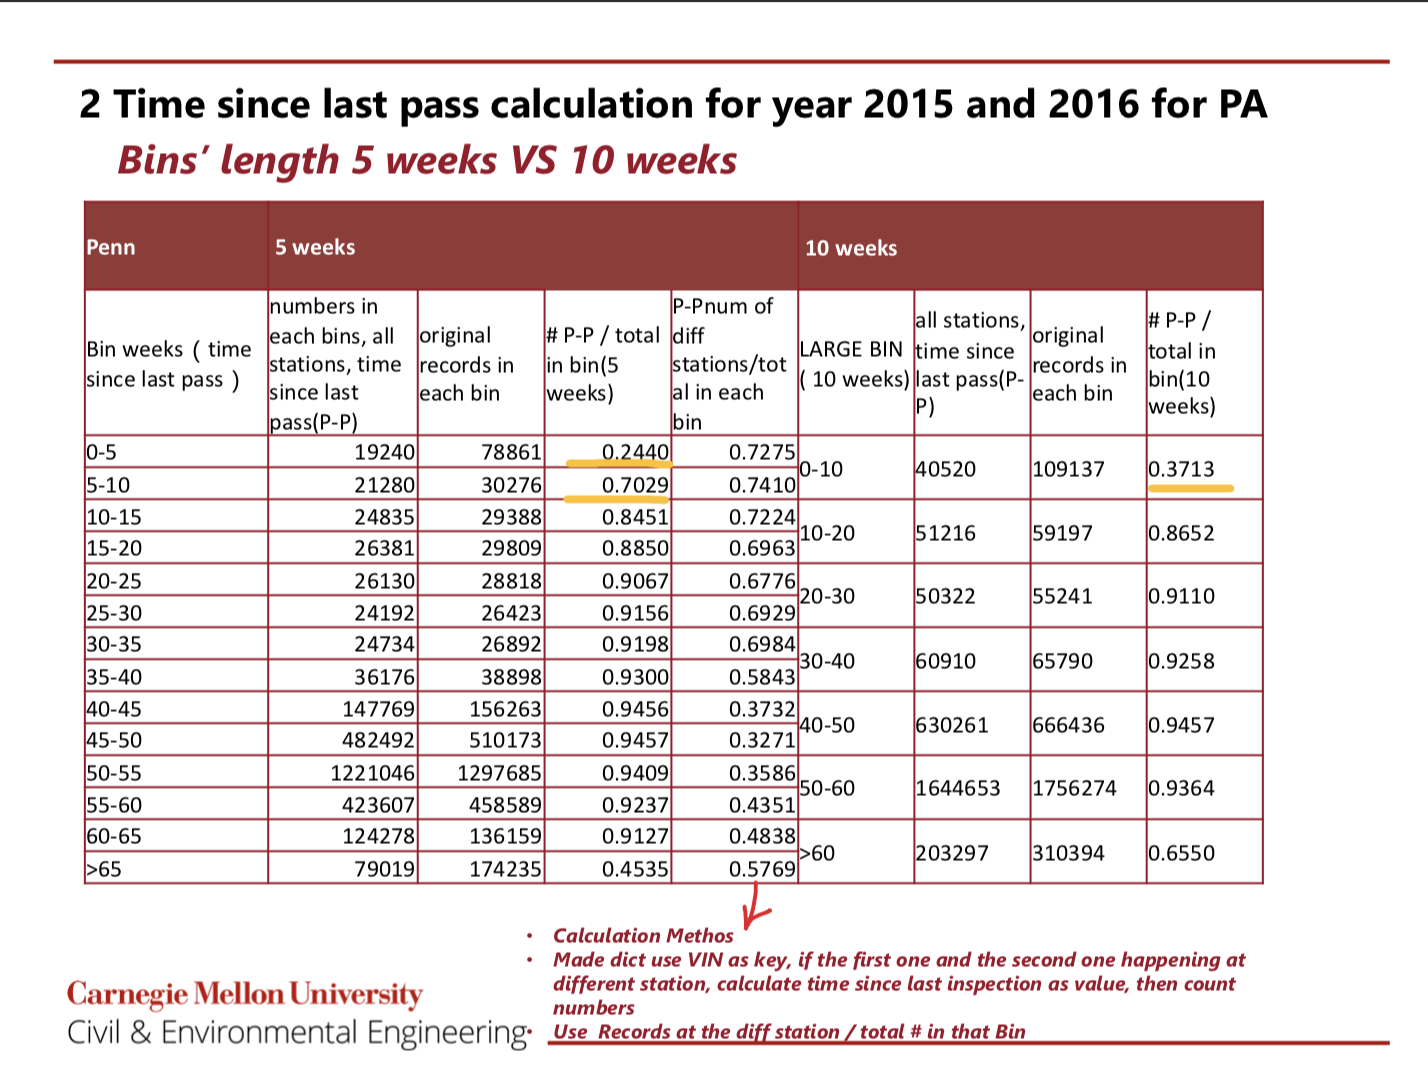 2 Time since last pass calculation for year 2015 and 2016 for PA
Bins' length 5 weeks VS 10 weeks
Penn 5 weeks 10 weeks
Bin weeks ( time
since last pass )
numbers in
each bins, all
stations, time
since last
pass(P-P)
original
records in
each bin
# P-P / total
in bin(5
weeks)
P-Pnum of
diff
stations/tot
al in each
bin
LARGE BIN
( 10 weeks)
all stations,
time since
last pass(P-
P)
original
records in
each bin
# P-P /
total in
bin(10
weeks)
0-5 19240 78861 0.2440 0.7275
0-10 40520 109137 0.3713
5-10 21280 30276 0.7029 0.7410
10-15 24835 29388 0.8451 0.7224
10-20 51216 59197 0.8652
15-20 26381 29809 0.8850 0.6963
20-25 26130 28818 0.9067 0.6776
20-30 50322 55241 0.9110
25-30 24192 26423 0.9156 0.6929
30-35 24734 26892 0.9198 0.6984
30-40 60910 65790 0.9258
35-40 36176 38898 0.9300 0.5843
40-45 147769 156263 0.9456 0.3732
40-50 630261 666436 0.9457
45-50 482492 510173 0.9457 0.3271
50-55 1221046 1297685 0.9409 0.3586
50-60 1644653 1756274 0.9364
55-60 423607 458589 0.9237 0.4351
60-65 124278 136159 0.9127 0.4838
>60 203297 310394 0.6550
>65 79019 174235 0.4535 0.5769
• Calculation Methos
• Made dict use VIN as key, if the first one and the second one happening at
different station, calculate time since last inspection as value, then count
numbers
• Use Records at the diff station / total # in that Bin
Carnegie Mellon University
Civil & Environmental Engineering